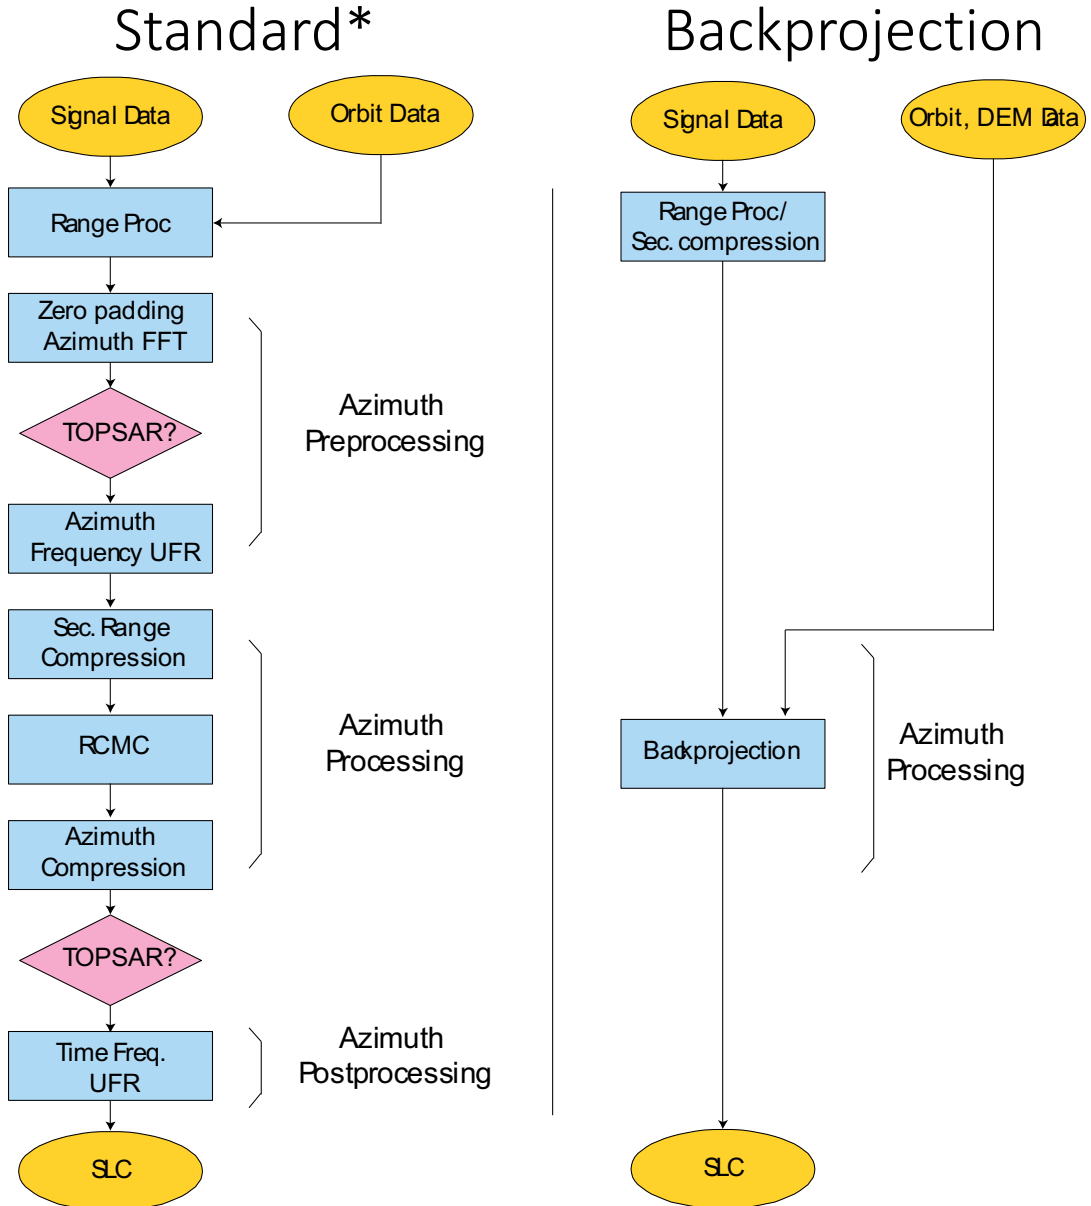 Standard*
Signal Data
Orbit Data
Range Proc
Zero padding
Azimuth FFT
TOPSAR?
Azimuth
Frequency UFR
Azimuth
Preprocessing
Sec. Range
Compression
RCMC
Azimuth
Compression
Azimuth
Processing
TOPSAR?
Time Freq.
UFR
Azimuth
Postprocessing
SLC
Backprojection
Signal Data
Orbit, DEM Data
Range Proc/
Sec. compression
Backprojection
Azimuth
Processing
SLC